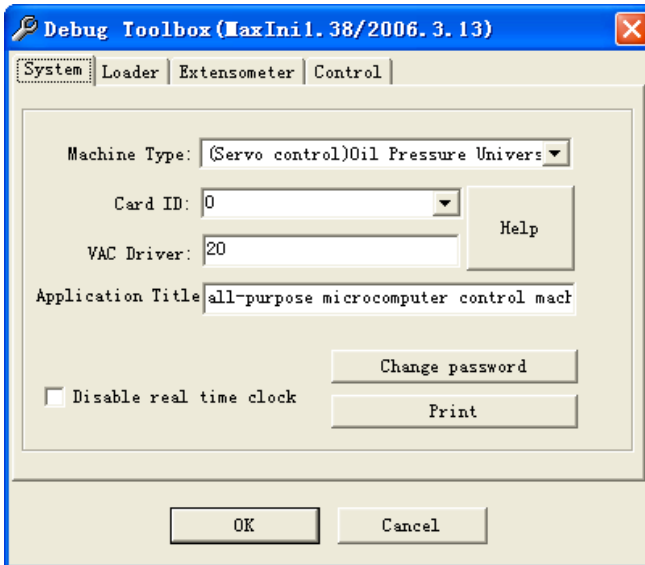 Debug Toolbox(MaxIni1.38/2006.3.13)
System Loader Extensometer Control
Machine Type: (Servo control)Oil Pressure Univers
Card ID: 0
Help
VAC Driver: 20
Application Title all-purpose microcomputer control mach
Change password
Disable real time clock
Print
OK Cancel